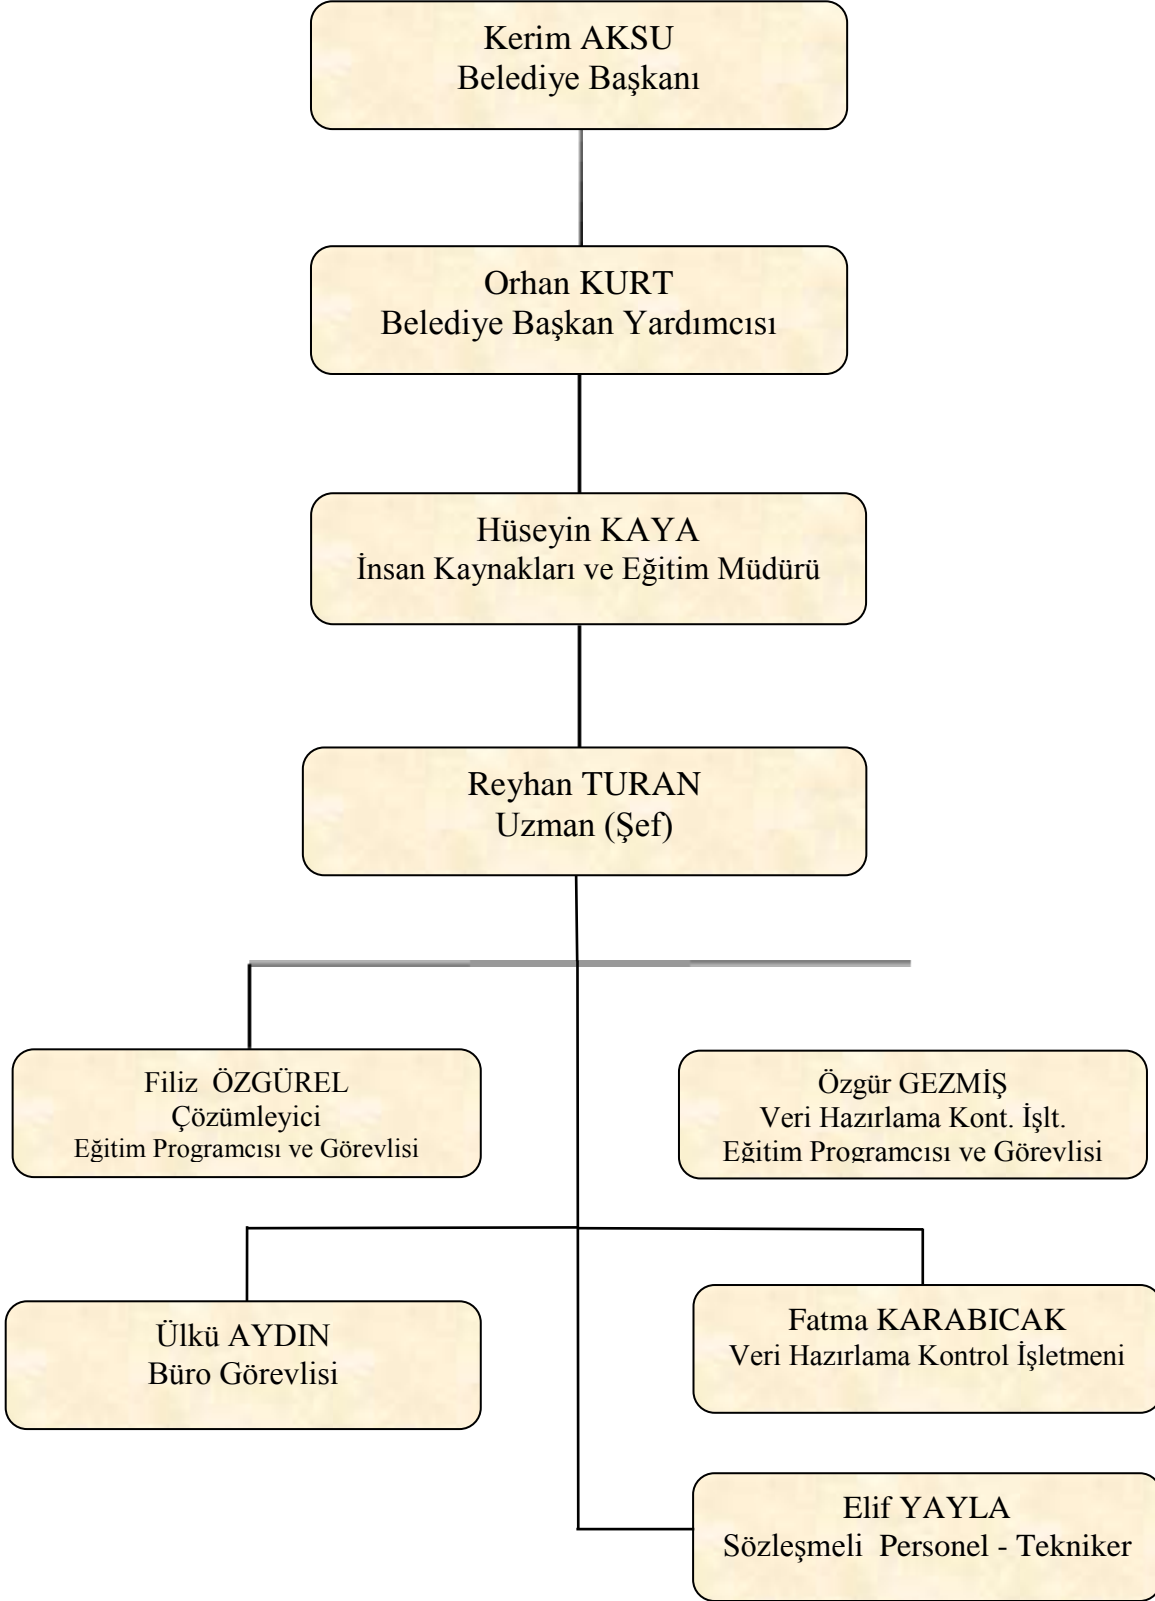 Kerim AKSU
Belediye Başkanı
Orhan KURT
Belediye Başkan Yardımcısı
Hüseyin KAYA
İnsan Kaynakları ve Eğitim Müdürü
Reyhan TURAN
Uzman (Şef)
Filiz ÖZGÜREL
Çözümleyici
Eğitim Programcısı ve Görevlisi
Özgür GEZMİŞ
Veri Hazırlama Kont. İşlt.
Eğitim Programcısı ve Görevlisi
Ülkü AYDIN
Büro Görevlisi
Fatma KARABICAK
Veri Hazırlama Kontrol İşletmeni
Elif YAYLA
Sözleşmeli Personel - Tekniker